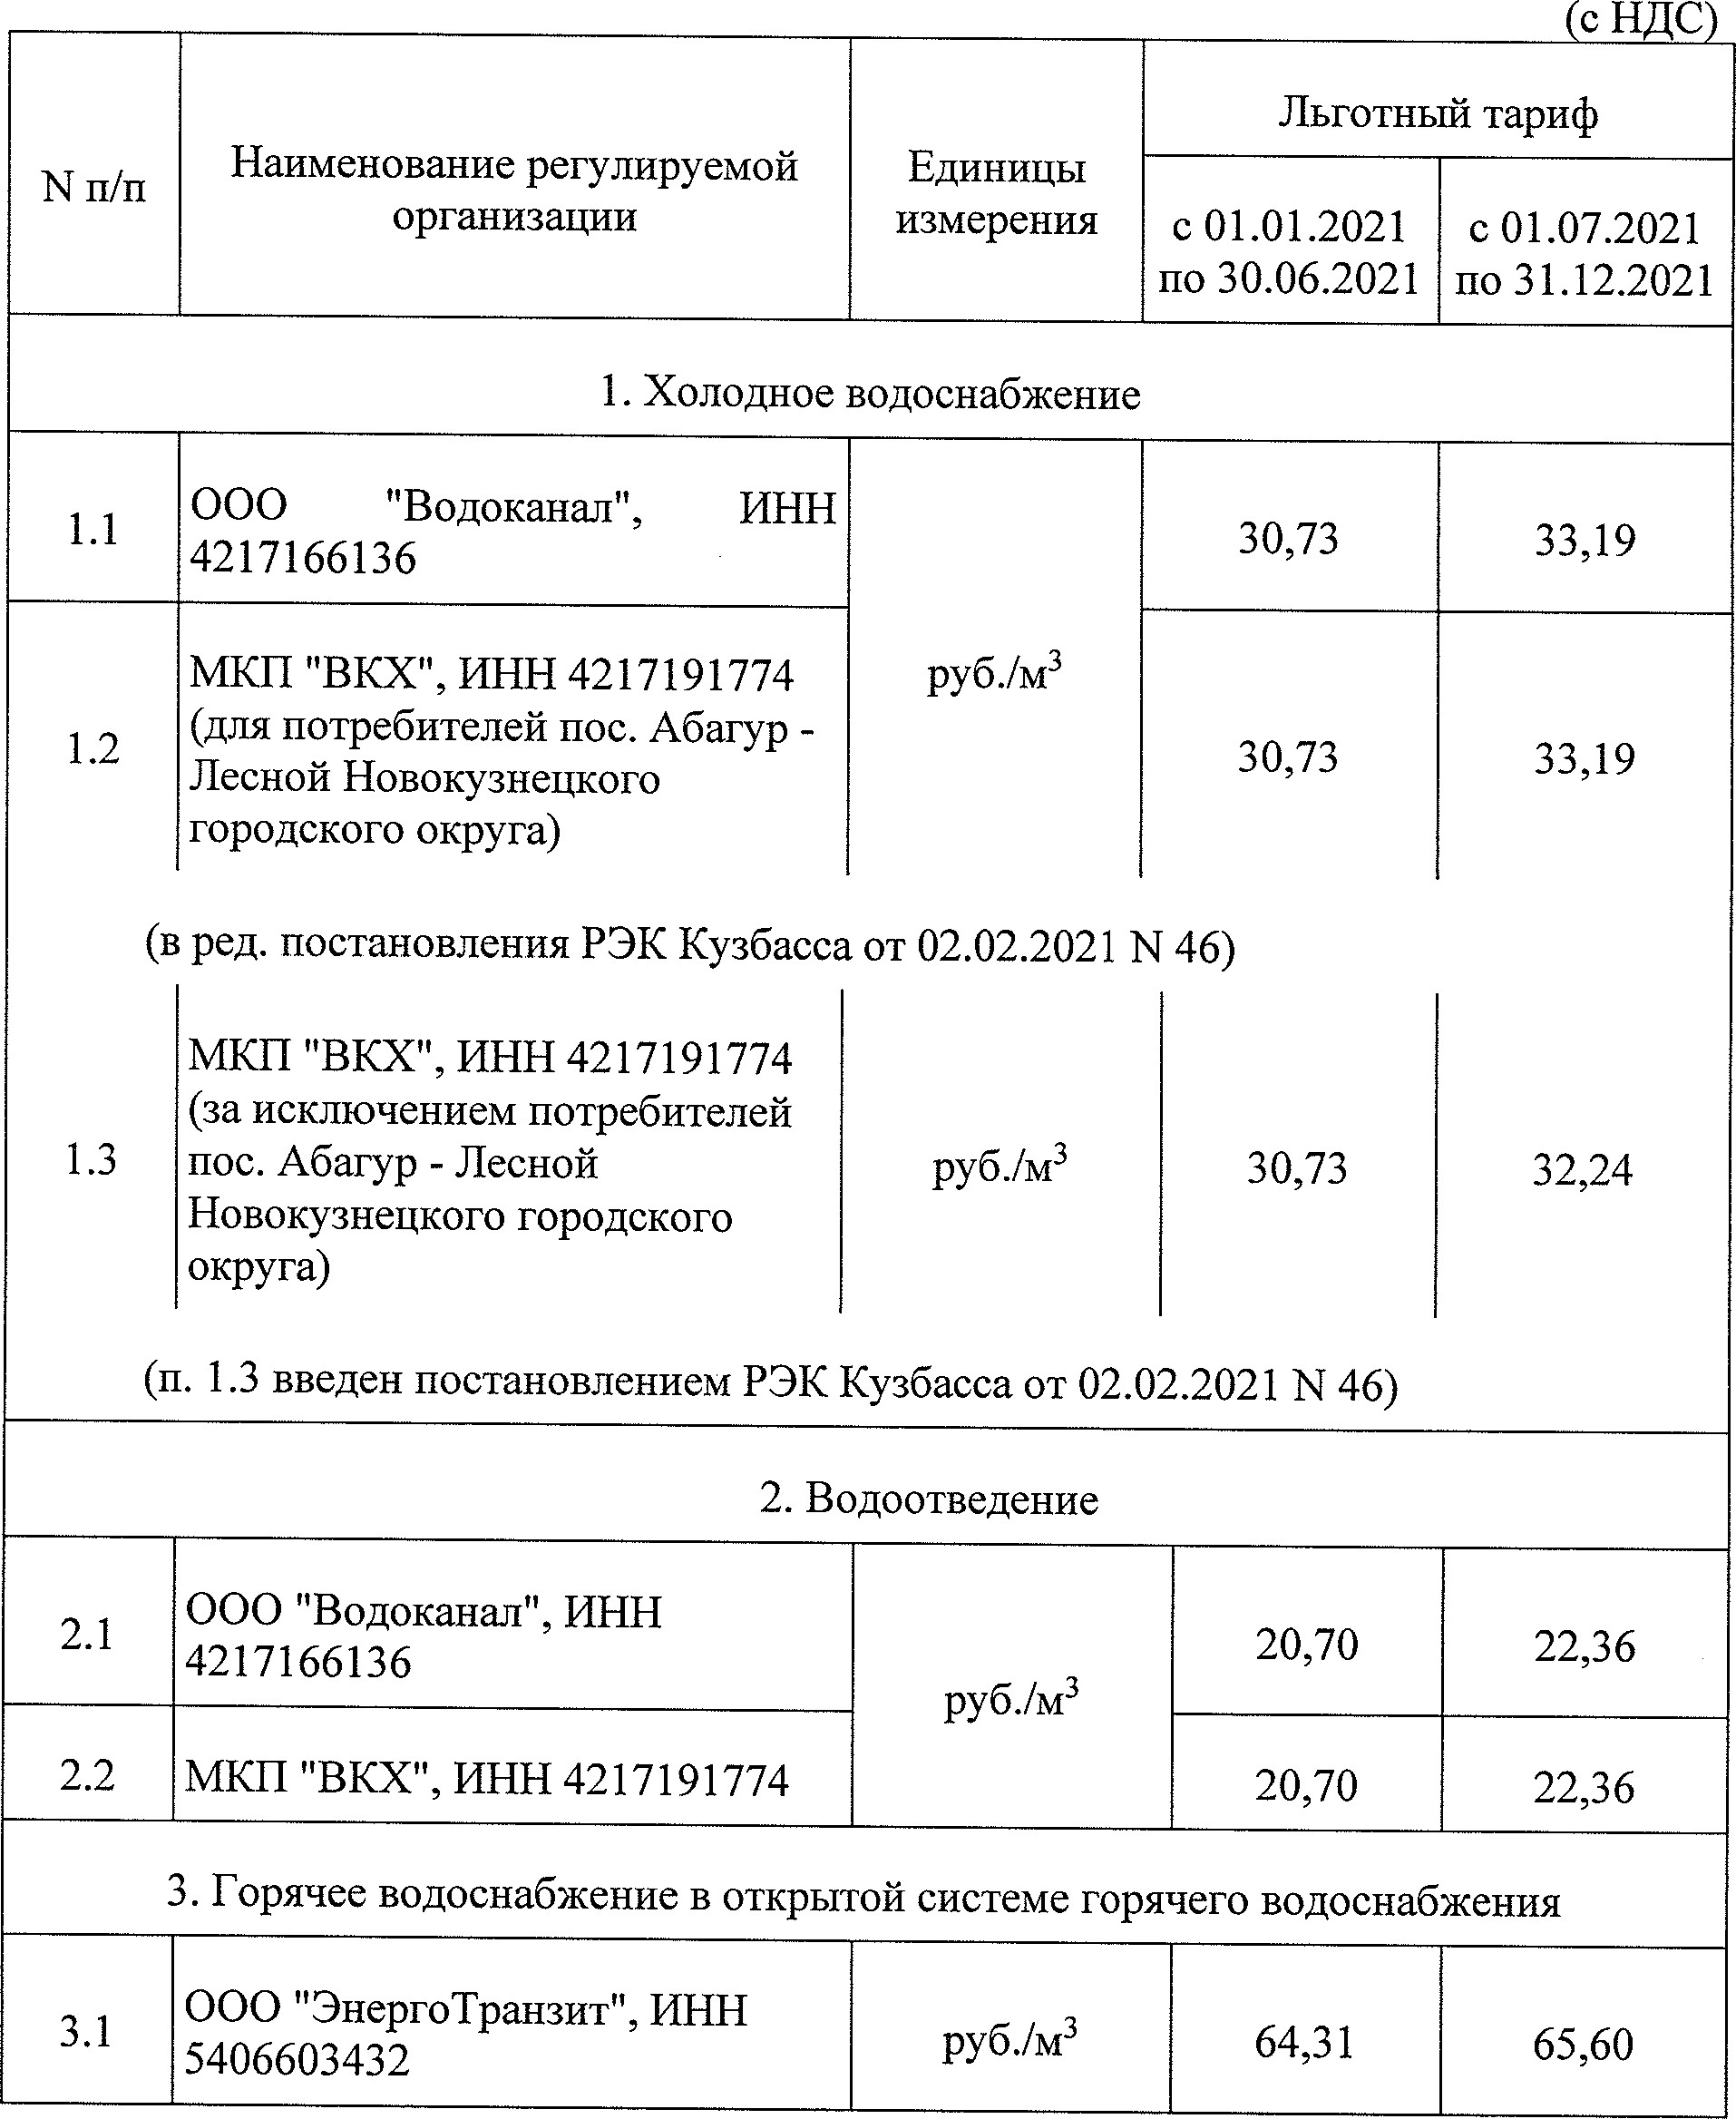 (с НДС)
N п/п
Наименование регулируемой
организации
Единицы
измерения
Льготный тариф
с 01.01.2021
по 30.06.2021
с 01.07.2021
по 31.12.2021
1. Холодное водоснабжение
1.1
ООО "Водоканал", ИНН
4217166136
руб./м³
30,73
33,19
1.2
МКП "ВКХ", ИНН 4217191774
(для потребителей пос. Абагур -
Лесной Новокузнецкого
городского округа)
30,73
33,19
(в ред. постановления РЭК Кузбасса от 02.02.2021 N 46)
1.3
МКП "ВКХ", ИНН 4217191774
(за исключением потребителей
пос. Абагур - Лесной
Новокузнецкого городского
округа)
руб./м³
30,73
32,24
(п. 1.3 введен постановлением РЭК Кузбасса от 02.02.2021 N 46)
2. Водоотведение
2.1
ООО "Водоканал", ИНН
4217166136
руб./м³
20,70
22,36
2.2
МКП "ВКХ", ИНН 4217191774
20,70
22,36
3. Горячее водоснабжение в открытой системе горячего водоснабжения
3.1
ООО "ЭнергоТранзит", ИНН
5406603432
руб./м³
64,31
65,60